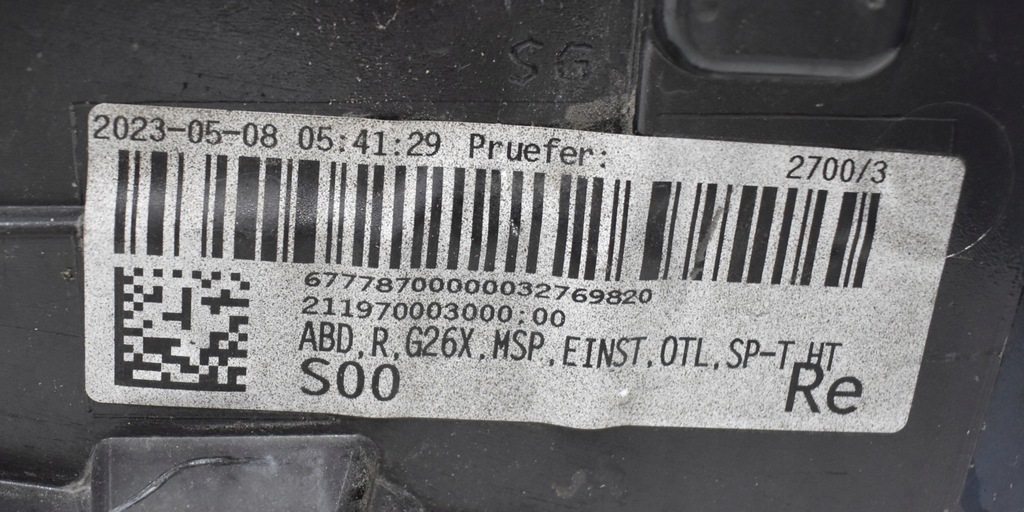 SG
2023-05-08 05:41:29 Pruefer: 2700/3
67778700000032769820
211970003000:00
ABD,R,G26X,MSP,EINST,OTL,SP-T,HT
S00 Re